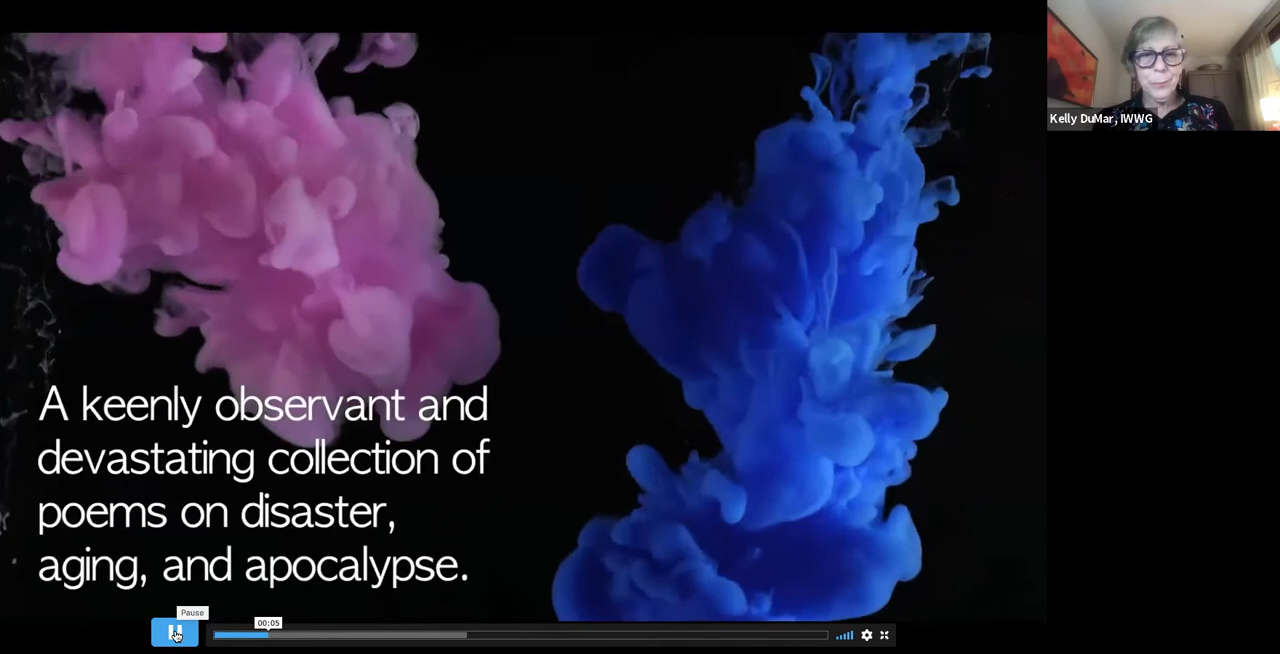 Kelly DuMar, IWWG
A keenly observant and
devastating collection of
poems on disaster,
aging, and apocalypse.
Pause
00:05